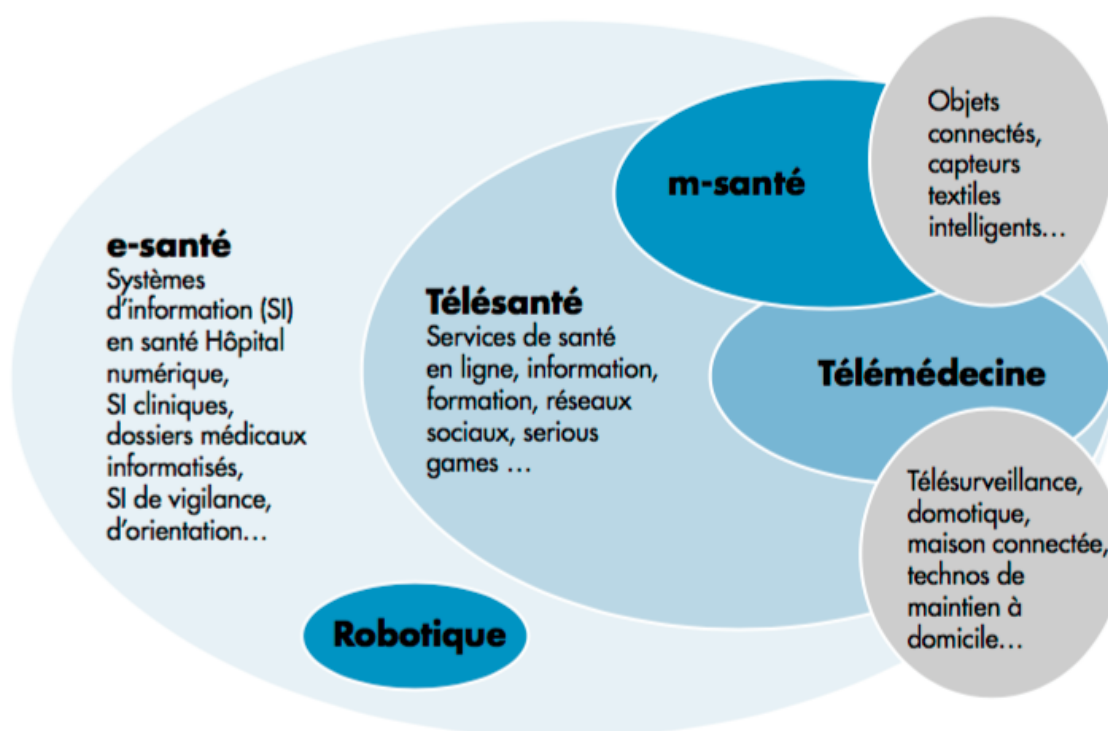 e-santé
Systèmes
d'information (SI)
en santé Hôpital
numérique,
SI cliniques,
dossiers médicaux
informatisés,
SI de vigilance,
d'orientation…
Télésanté
Services de santé
en ligne, information,
formation, réseaux
sociaux, serious
games …
m-santé
Objets
connectés,
capteurs
textiles
intelligents…
Télémédecine
Télésurveillance,
domotique,
maison connectée,
technos de
maintien à
domicile…
Robotique